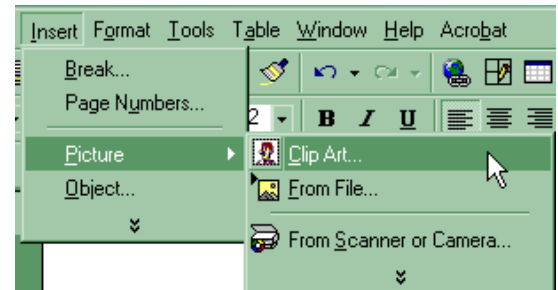 Insert Format Tools Table Window Help Acrobat
Break...
Page Numbers...
2 B I U
Picture
Clip Art...
Object...
From File...
From Scanner or Camera...